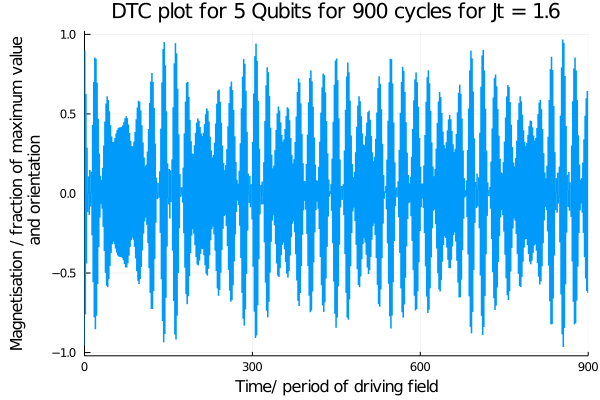 DTC plot for 5 Qubits for 900 cycles for Jt = 1.6
Magnetisation / fraction of maximum value
and orientation
1.0
0.5
0.0
−0.5
−1.0
0
300
600
900
Time/ period of driving field